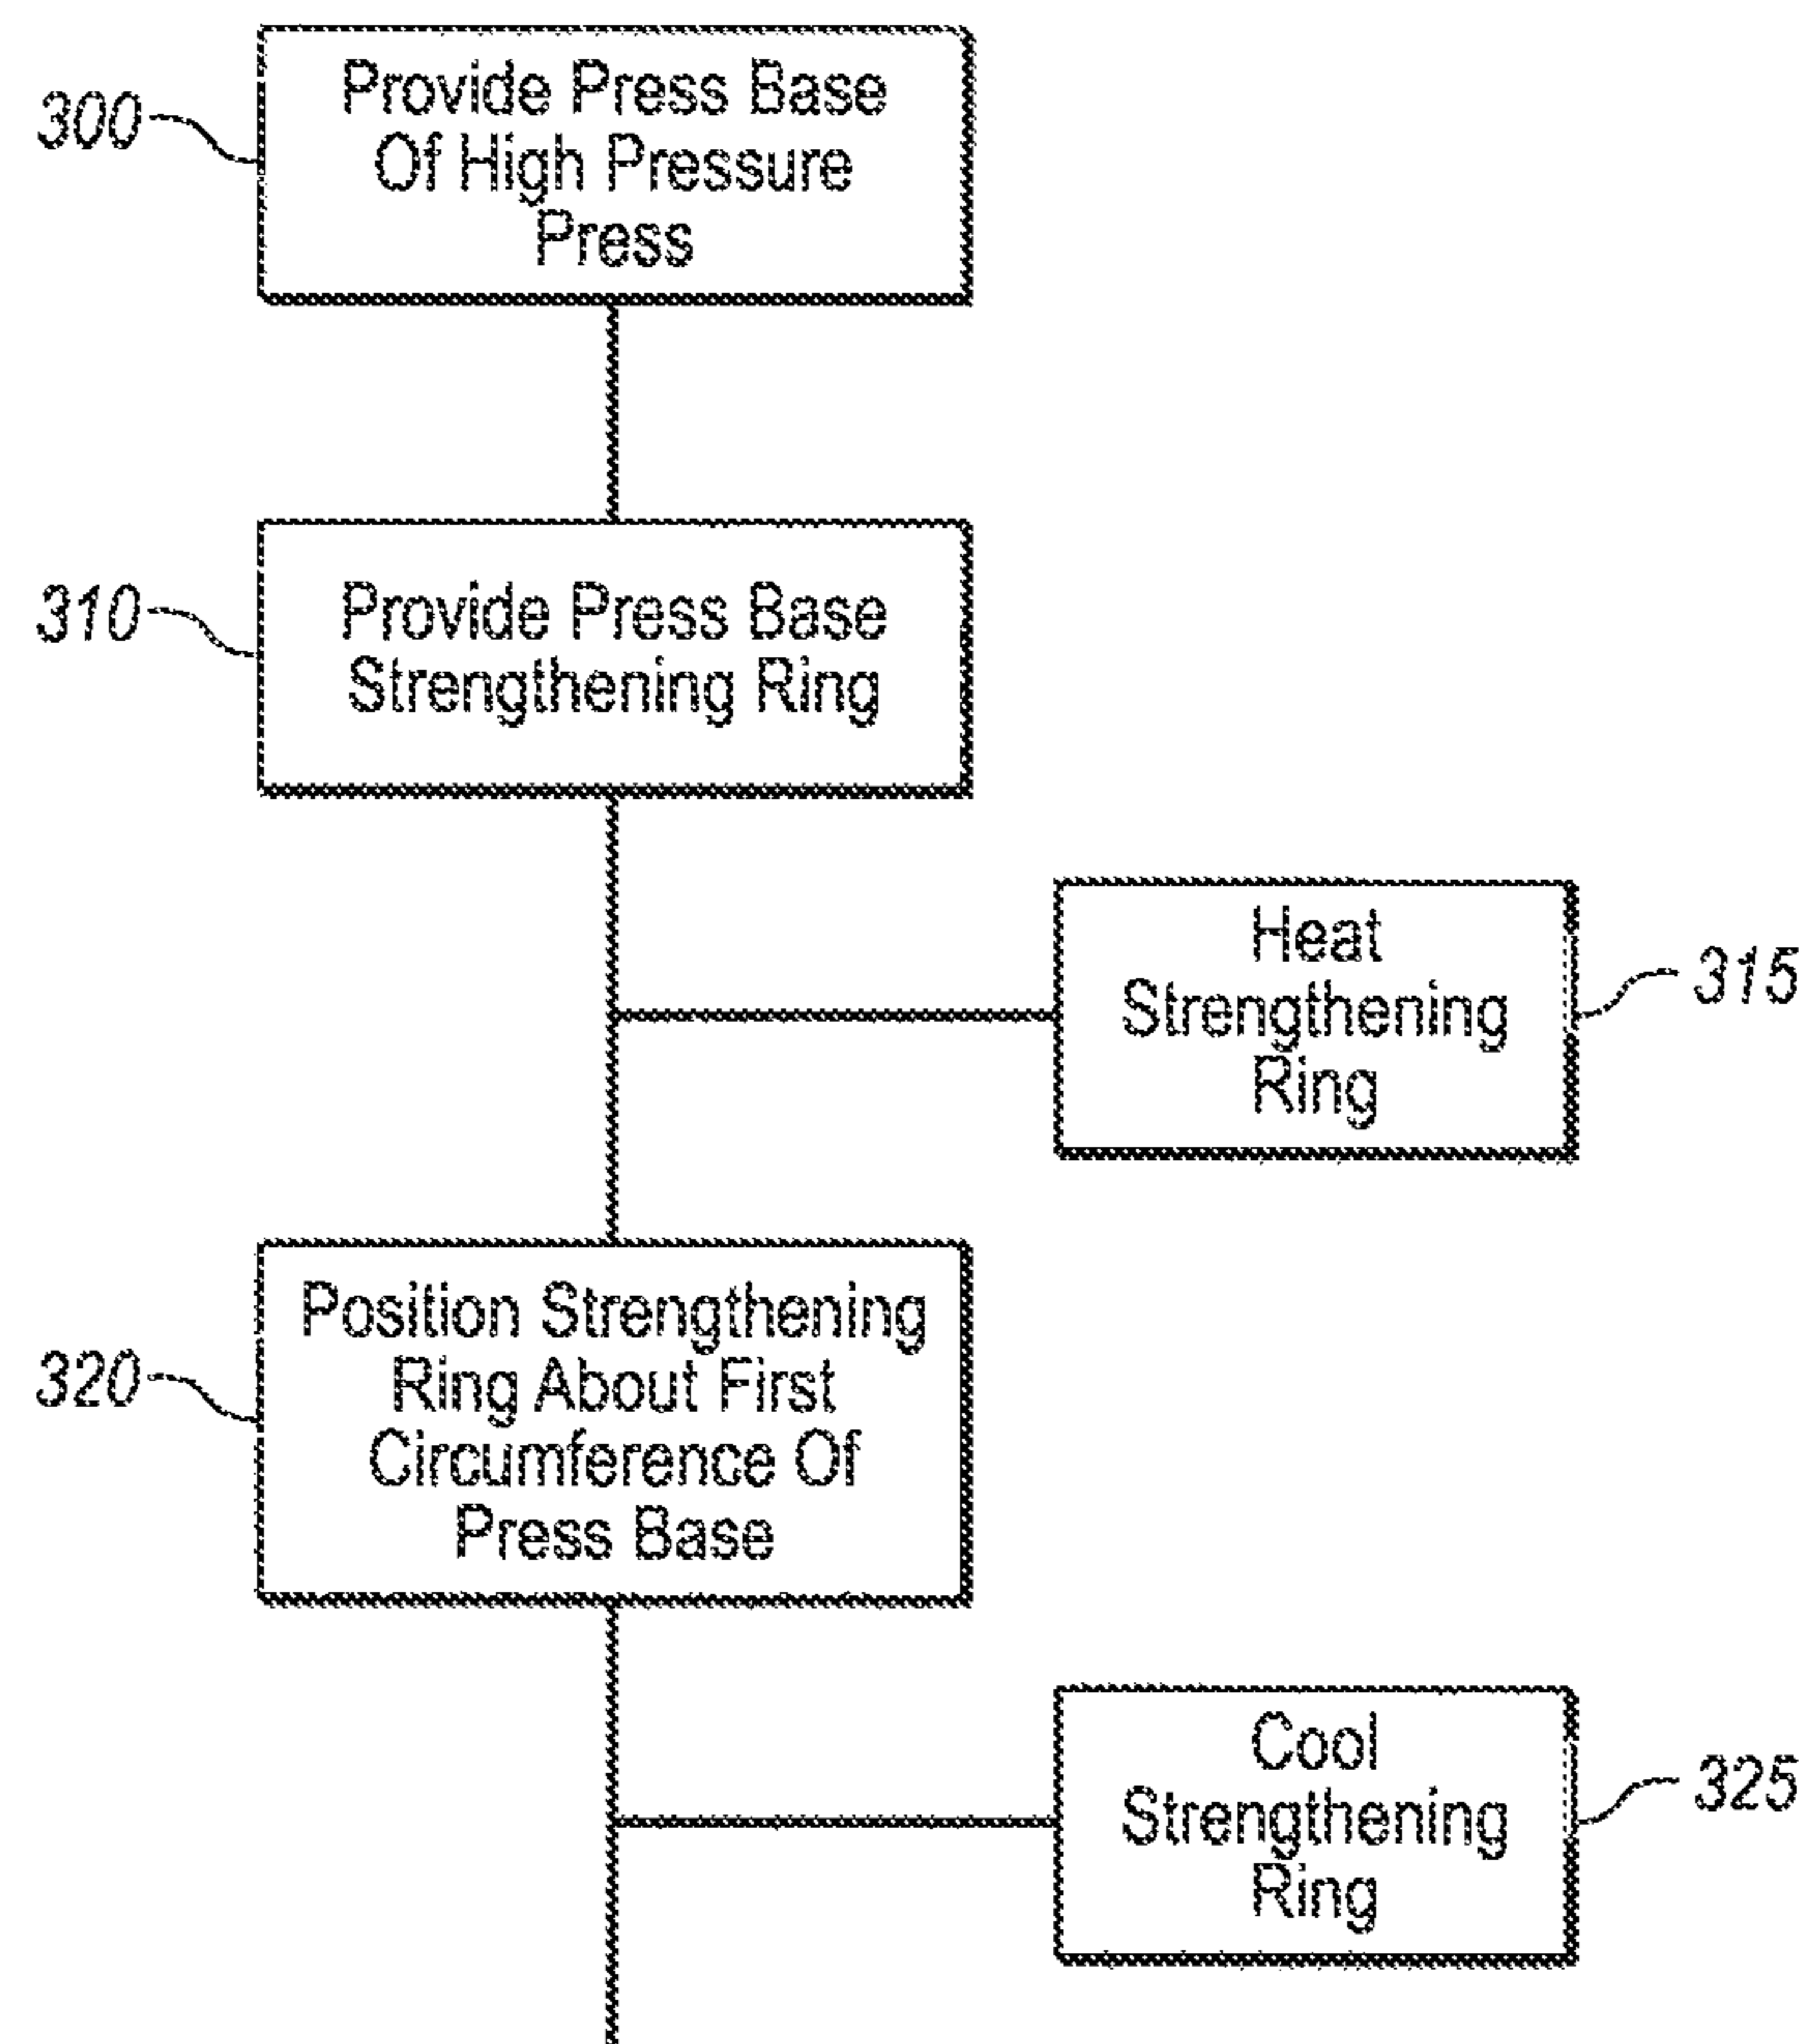 300
Provide Press Base
Of High Pressure
Press
310
Provide Press Base
Strengthening Ring
Heat
Strengthening
Ring
315
320
Position Strengthening
Ring About First
Circumference Of
Press Base
Cool
Strengthening
Ring
325